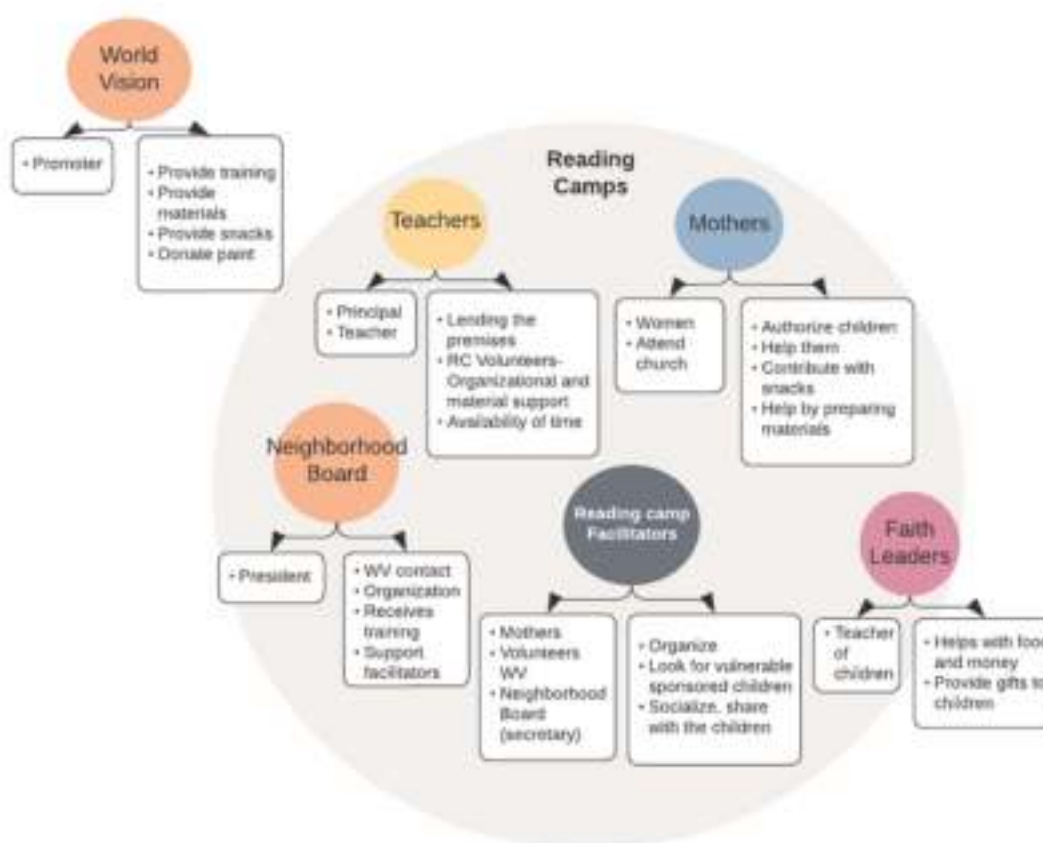 World
Vision
• Promoter
• Provide training
• Provide
materials
• Provide snacks
• Donate paint
Reading
Camps
Teachers
• Principal
• Teacher
• Lending the
premises
• RC Volunteers-
Organizational and
material support
• Availability of time
Mothers
• Women
• Attend
church
• Authorize children
• Help them
• Contribute with
snacks
• Help by preparing
materials
Neighborhood
Board
• President
• WV contact
• Organization
• Receives
training
• Support
facilitators
Reading camp
Facilitators
• Mothers
• Volunteers
WV
• Neighborhood
Board
(secretary)
• Organize
• Look for vulnerable
sponsored children
• Socialize, share
with the children
Faith
Leaders
• Teacher
of
children
• Helps with food
and money
• Provide gifts to
children